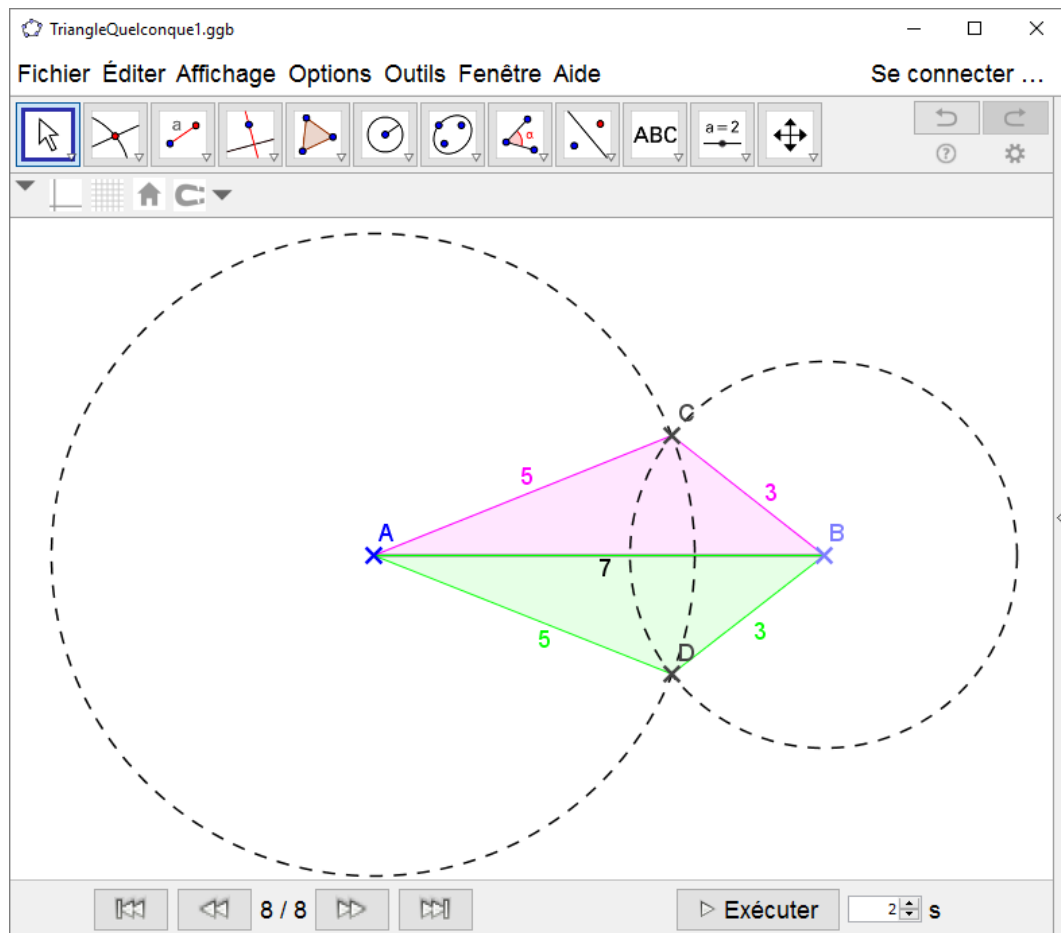 TriangleQuelconque1.ggb
Fichier Éditer Affichage Options Outils Fenêtre Aide Se connecter ...
a α ABC a=2
C
5
3
A
B
7
5
3
D
8 / 8 Exécuter 2 s